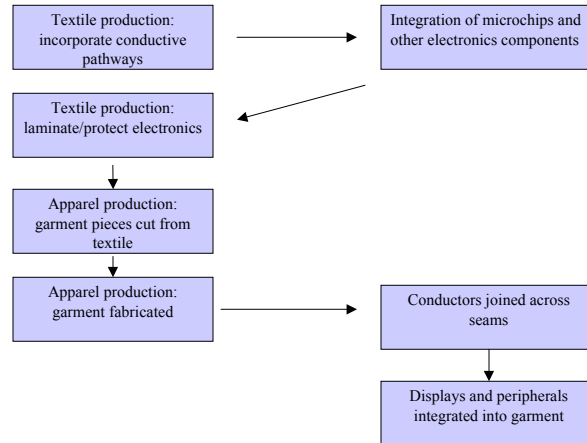 Textile production:
incorporate conductive
pathways
Integration of microchips and
other electronics components
Textile production:
laminate/protect electronics
Apparel production:
garment pieces cut from
textile
Apparel production:
garment fabricated
Conductors joined across
seams
Displays and peripherals
integrated into garment